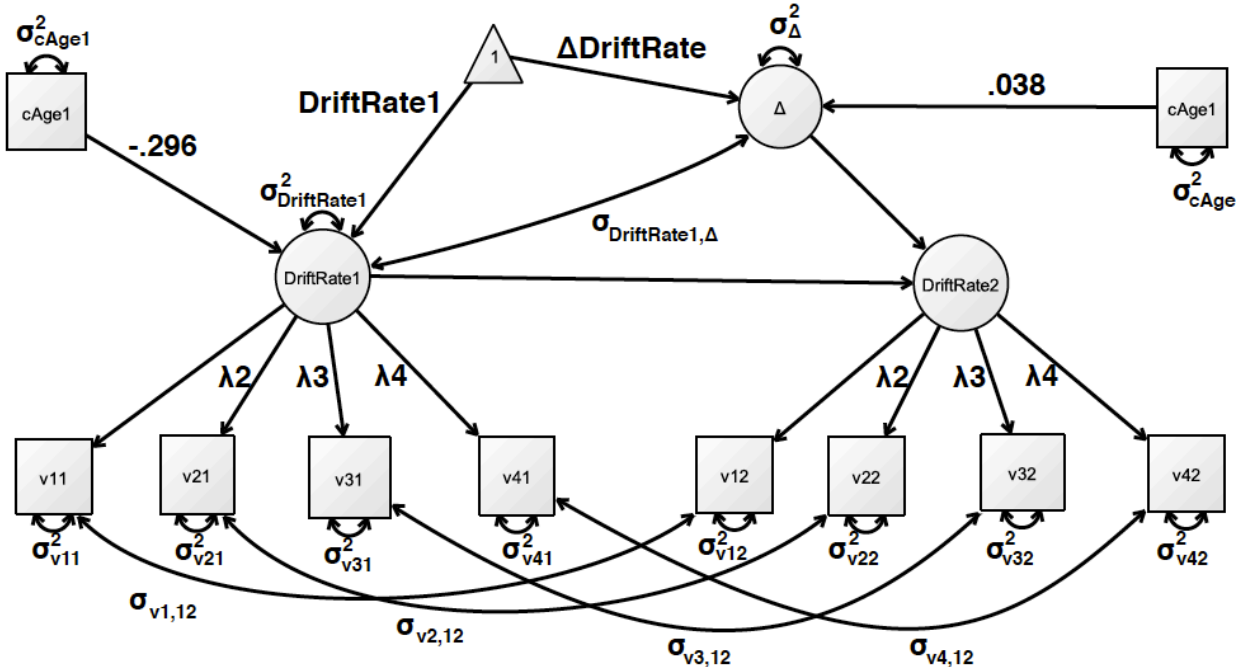 σ²cAge1
1
ΔDriftRate
σ²Δ
cAge1
DriftRate1
Δ
.038
cAge1
-.296
σ²DriftRate1
σ²cAge
σDriftRate1,Δ
DriftRate1
DriftRate2
λ2
λ3
λ4
λ2
λ3
λ4
v11
v21
v31
v41
v12
v22
v32
v42
σ²v11
σ²v21
σ²v31
σ²v41
σ²v12
σ²v22
σ²v32
σ²v42
σv1,12
σv2,12
σv3,12
σv4,12